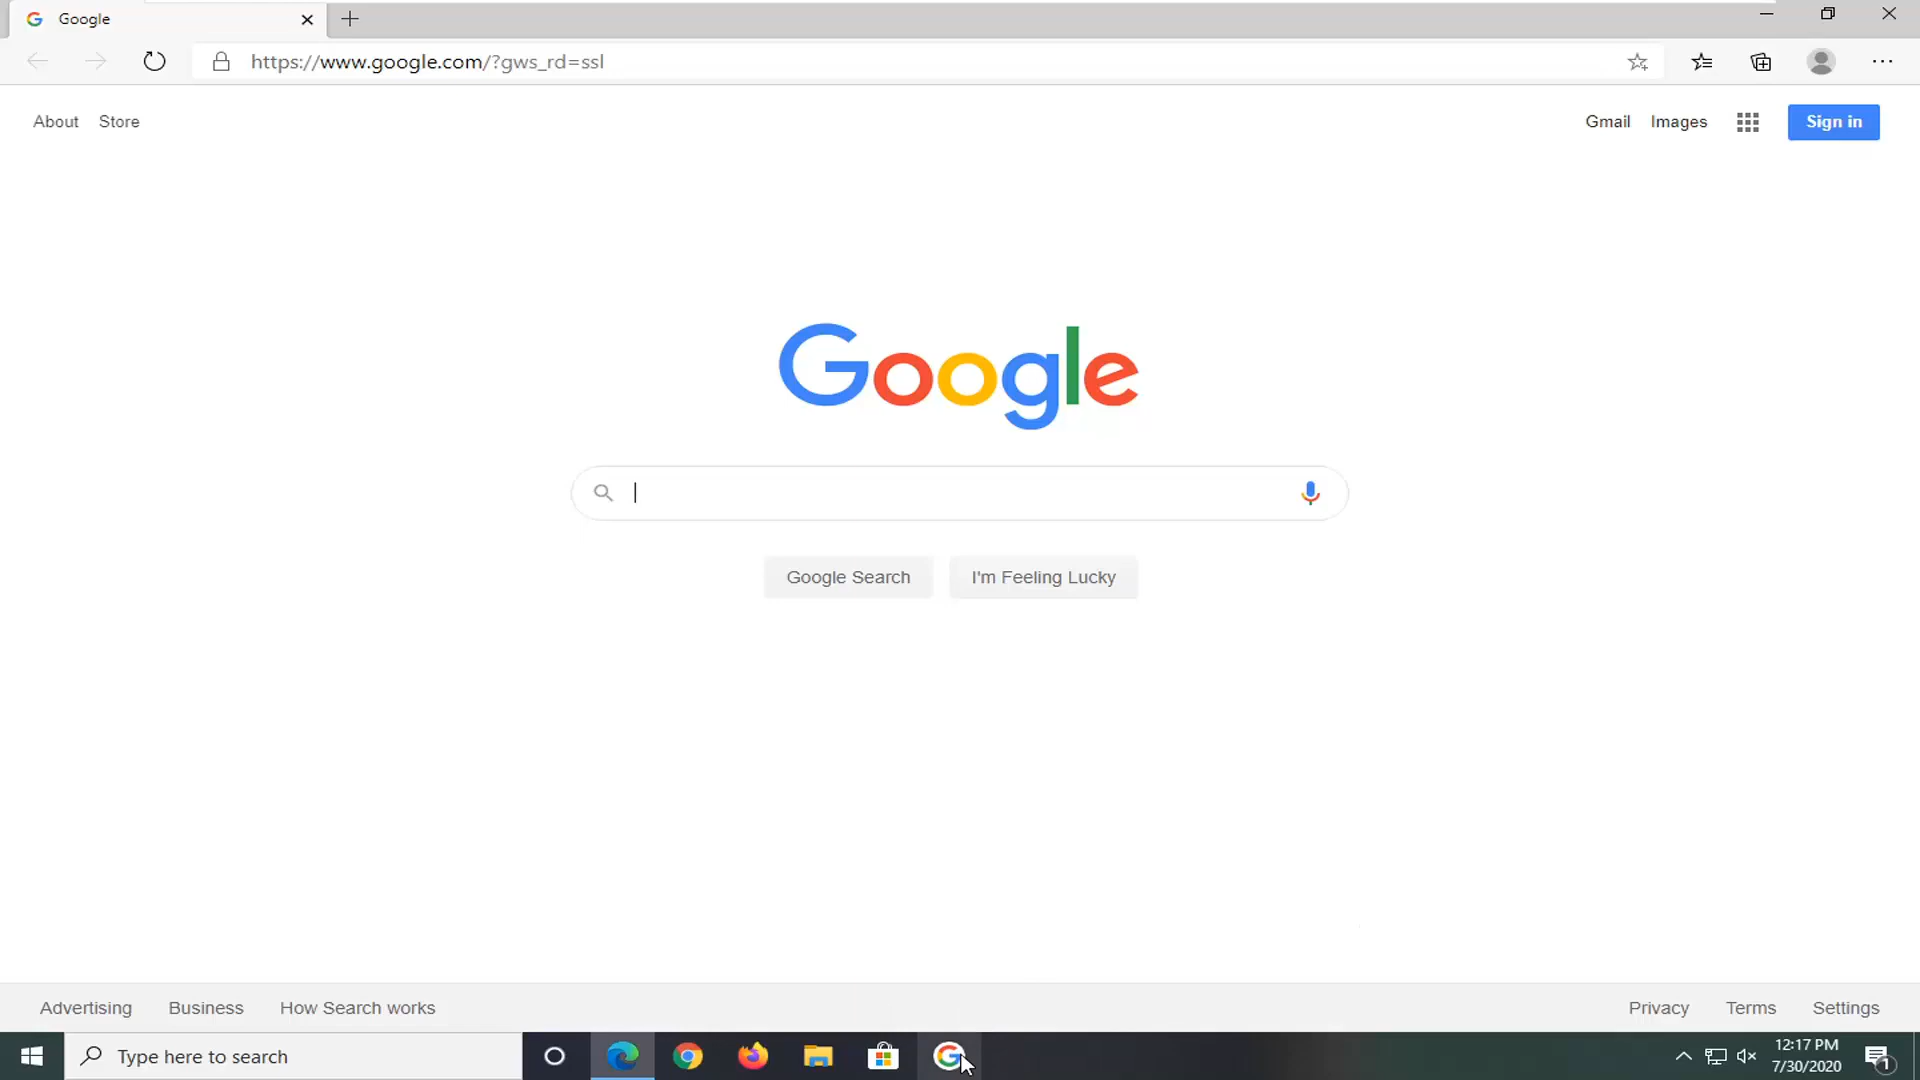 Google
https://www.google.com/?gws_rd=ssl
About Store
Gmail Images Sign in
Google
Google Search I'm Feeling Lucky
Advertising Business How Search works
Privacy Terms Settings
Type here to search
12:17 PM
7/30/2020
1